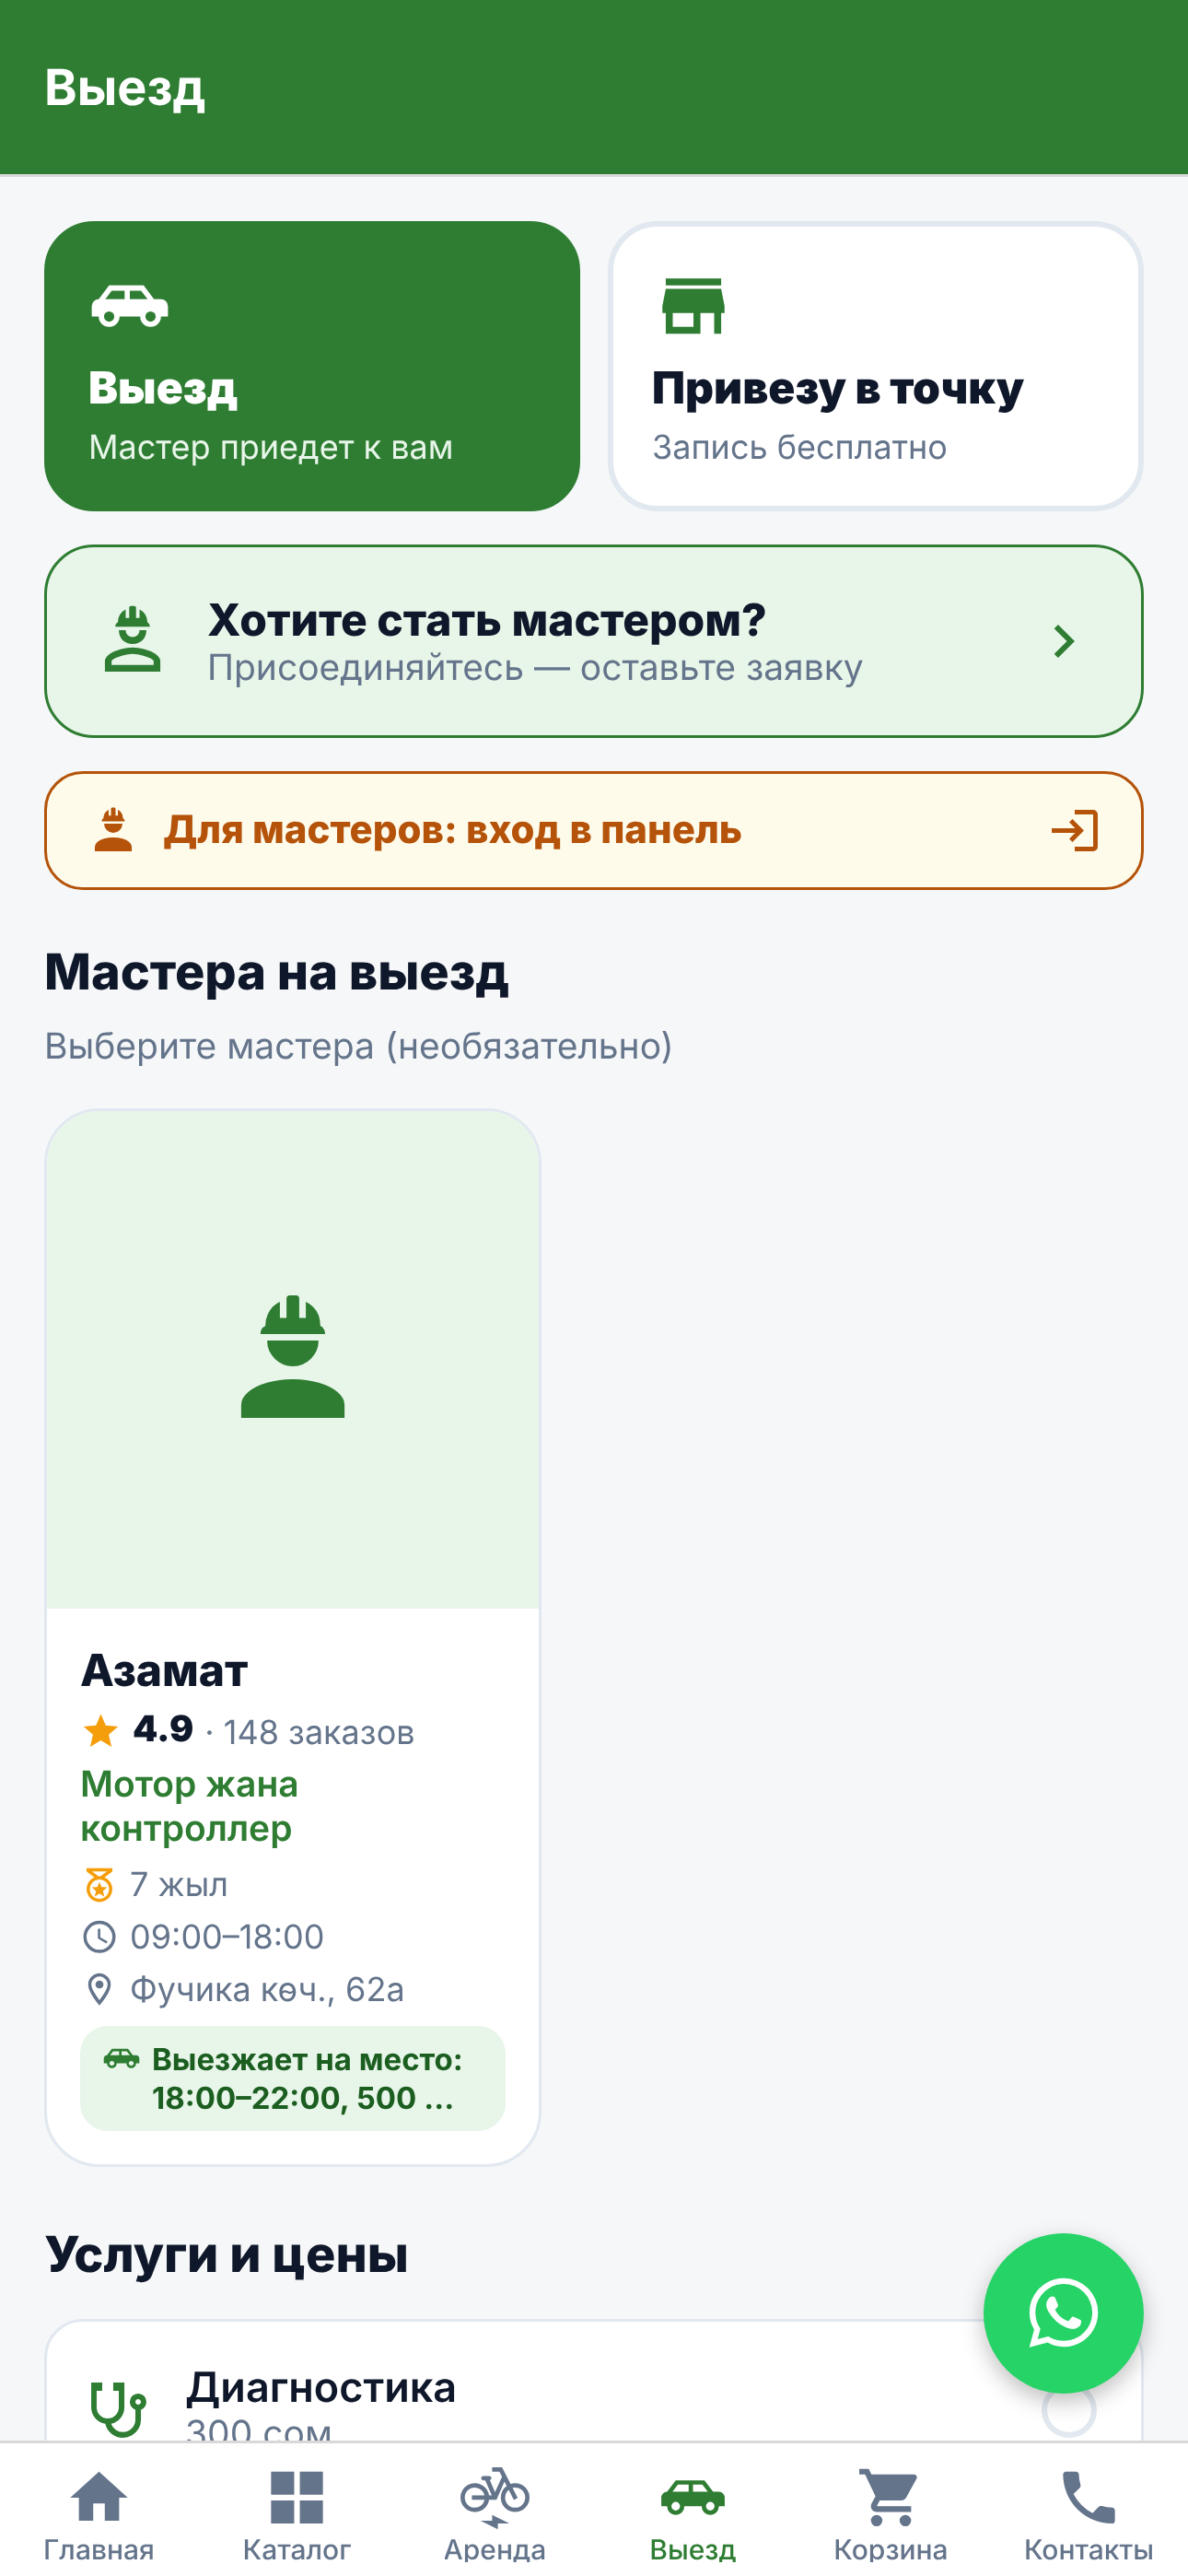 Выезд
Выезд
Мастер приедет к вам
Привезу в точку
Запись бесплатно
Хотите стать мастером?
Присоединяйтесь — оставьте заявку
Для мастеров: вход в панель
Мастера на выезд
Выберите мастера (необязательно)
Азамат
4.9 · 148 заказов
Мотор жана
контроллер
7 жыл
09:00–18:00
Фучика көч., 62а
Выезжает на место:
18:00–22:00, 500 ...
Услуги и цены
Диагностика
300 сом
Главная
Каталог
Аренда
Выезд
Корзина
Контакты